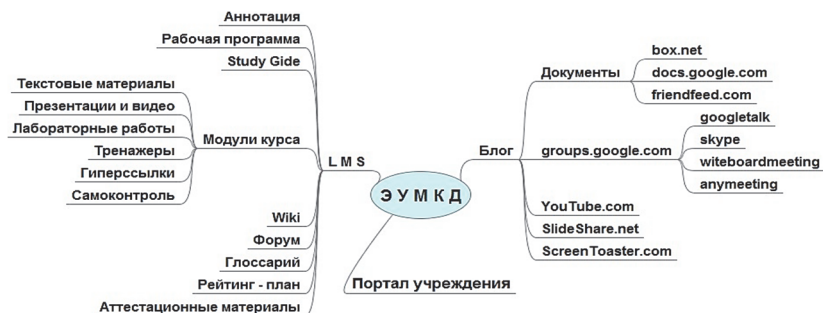 Аннотация
Рабочая программа
Study Gide
Текстовые материалы
Презентации и видео
Лабораторные работы
Тренажеры
Гиперссылки
Самоконтроль
Модули курса
L M S
Wiki
Форум
Глоссарий
Рейтинг - план
Аттестационные материалы
Э У М К Д
Портал учреждения
Блог
Документы
box.net
docs.google.com
friendfeed.com
groups.google.com
googletalk
skype
witeboardmeeting
anymeeting
YouTube.com
SlideShare.net
ScreenToaster.com